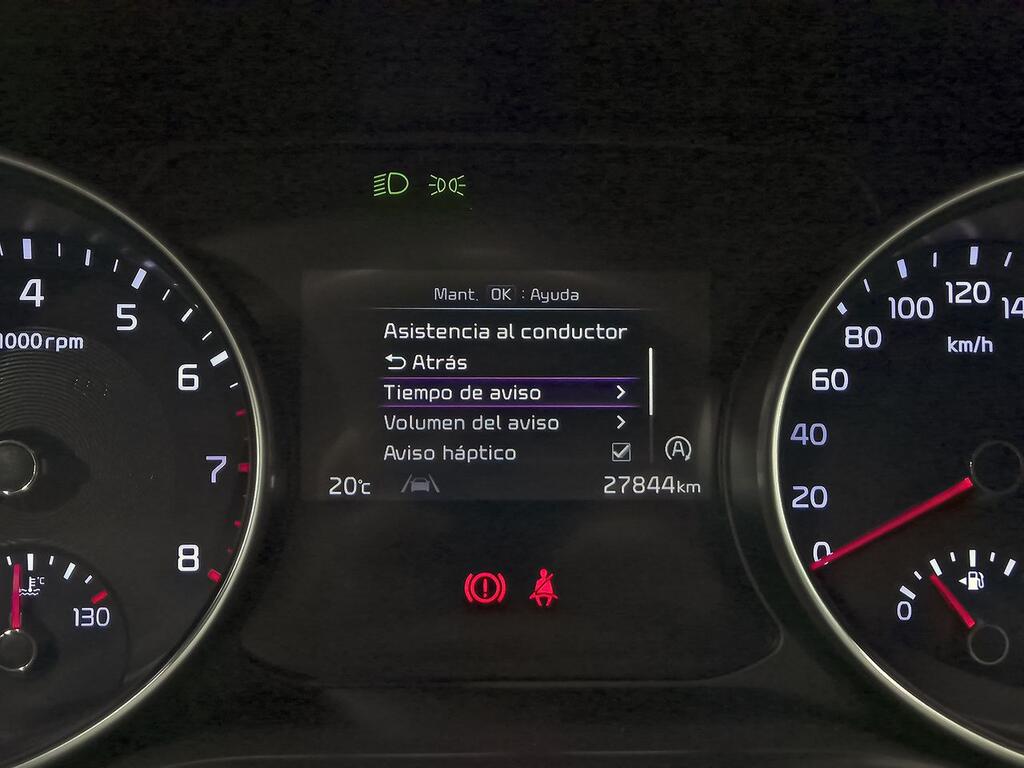 Mant. OK : Ayuda
Asistencia al conductor
Atrás
Tiempo de aviso
Volumen del aviso
Aviso háptico
A
20°C
27844km
4
5
6
7
8
1000rpm
°C
130
0
20
40
60
80
100
120
14
km/h
0